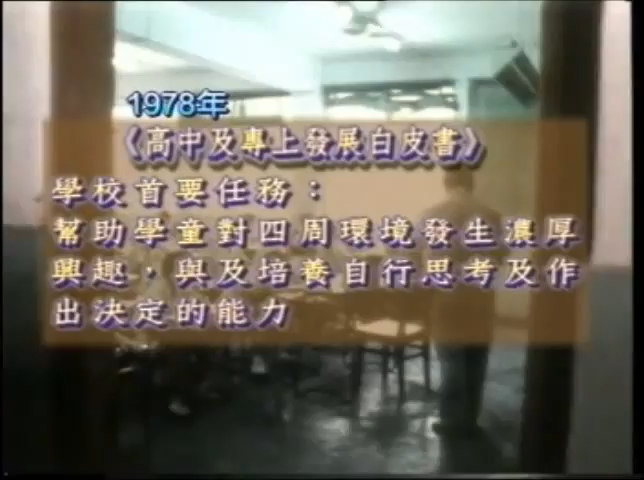 1978年
《高中及專上發展白皮書》
學校首要任務：
幫助學童對四周環境發生濃厚
興趣，與及培養自行思考及作
出決定的能力